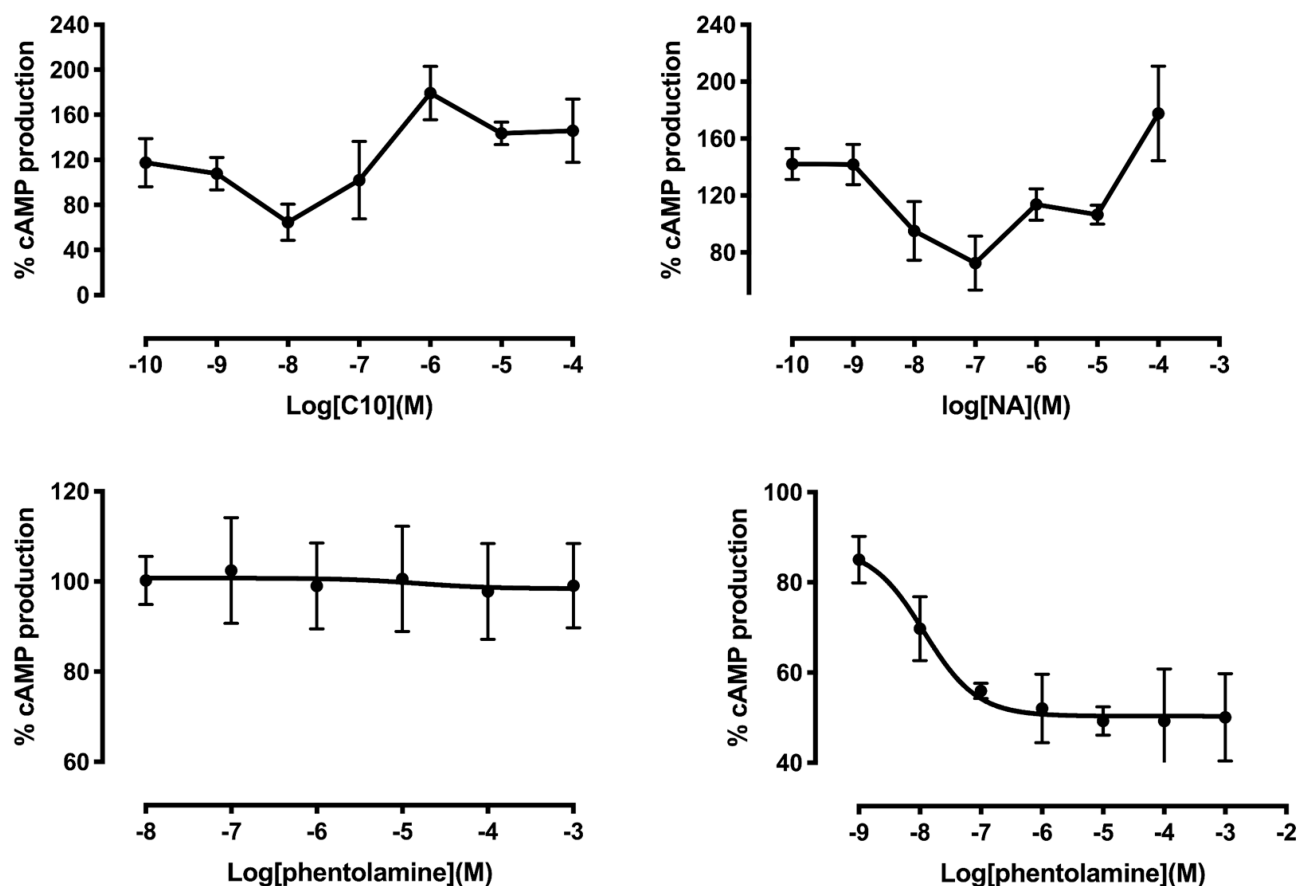 % cAMP production
240
200
160
120
80
40
0
-10 -9 -8 -7 -6 -5 -4
Log[C10](M)
% cAMP production
240
200
160
120
80
-10 -9 -8 -7 -6 -5 -4 -3
log[NA](M)
% cAMP production
120
100
80
60
-8 -7 -6 -5 -4 -3
Log[phentolamine](M)
% cAMP production
100
80
60
40
-9 -8 -7 -6 -5 -4 -3 -2
Log[phentolamine](M)